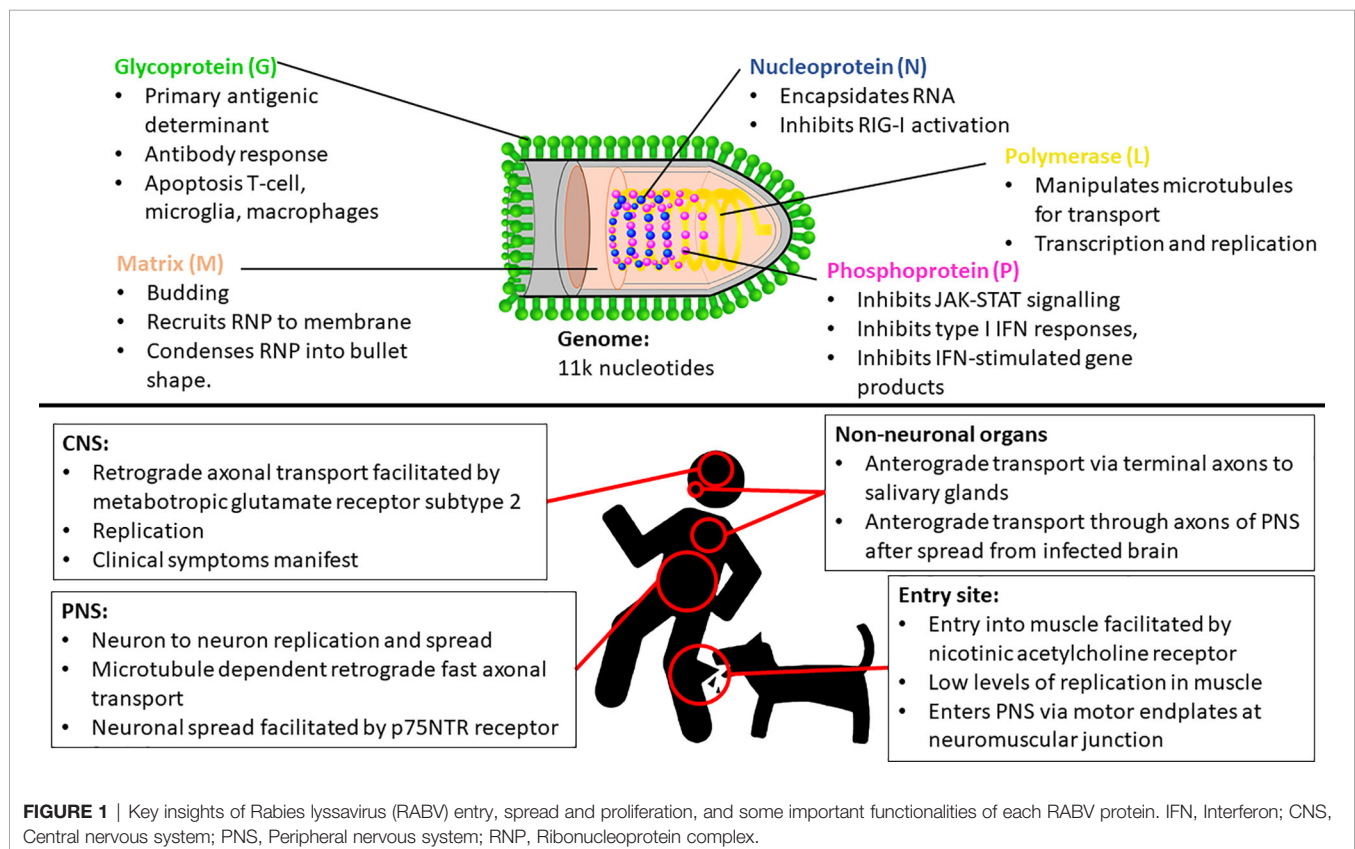 Glycoprotein (G)
• Primary antigenic
determinant
• Antibody response
• Apoptosis T-cell,
microglia, macrophages
Matrix (M)
• Budding
• Recruits RNP to membrane
• Condenses RNP into bullet
shape.
Nucleoprotein (N)
• Encapsidates RNA
• Inhibits RIG-I activation
Polymerase (L)
• Manipulates microtubules
for transport
• Transcription and replication
Phosphoprotein (P)
• Inhibits JAK-STAT signalling
• Inhibits type I IFN responses,
• Inhibits IFN-stimulated gene
products
Genome:
11k nucleotides
CNS:
• Retrograde axonal transport facilitated by
metabotropic glutamate receptor subtype 2
• Replication
• Clinical symptoms manifest
PNS:
• Neuron to neuron replication and spread
• Microtubule dependent retrograde fast axonal
transport
• Neuronal spread facilitated by p75NTR receptor
Non-neuronal organs
• Anterograde transport via terminal axons to
salivary glands
• Anterograde transport through axons of PNS
after spread from infected brain
Entry site:
• Entry into muscle facilitated by
nicotinic acetylcholine receptor
• Low levels of replication in muscle
• Enters PNS via motor endplates at
neuromuscular junction
FIGURE 1 | Key insights of Rabies lyssavirus (RABV) entry, spread and proliferation, and some important functionalities of each RABV protein. IFN, Interferon; CNS,
Central nervous system; PNS, Peripheral nervous system; RNP, Ribonucleoprotein complex.